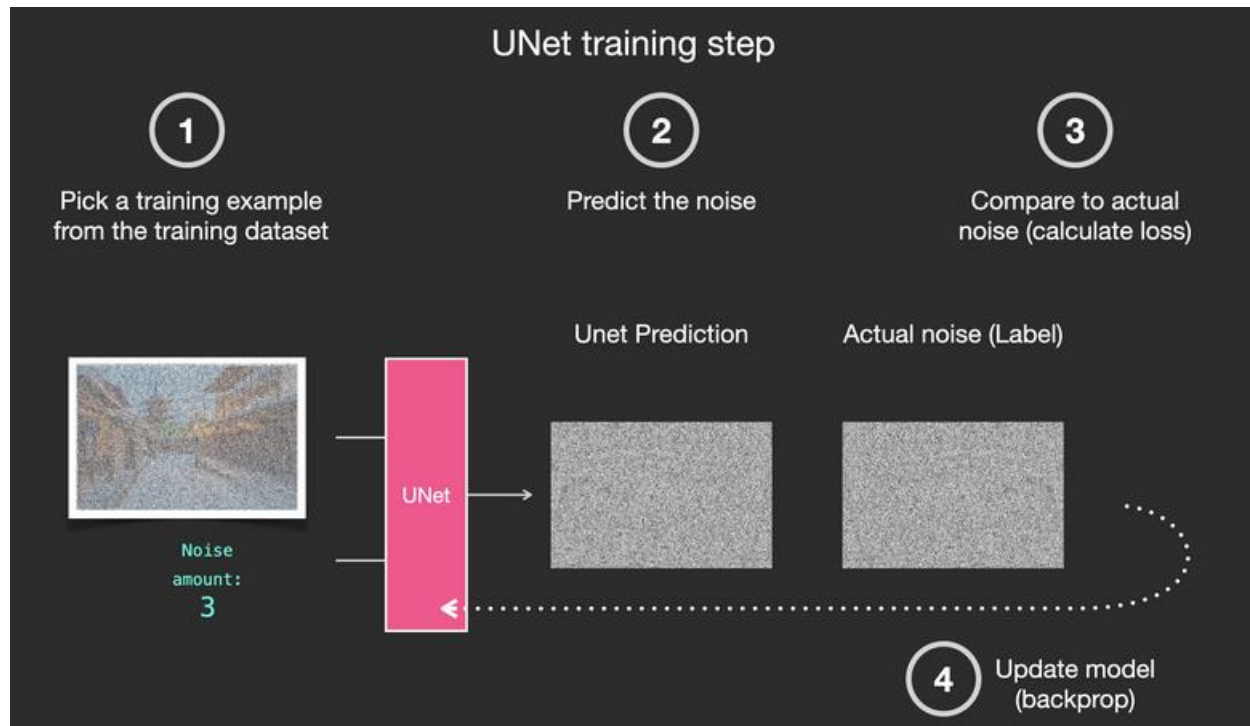 UNet training step
1
Pick a training example
from the training dataset
2
Predict the noise
3
Compare to actual
noise (calculate loss)
Unet Prediction
Actual noise (Label)
UNet
Noise
amount:
3
4
Update model
(backprop)